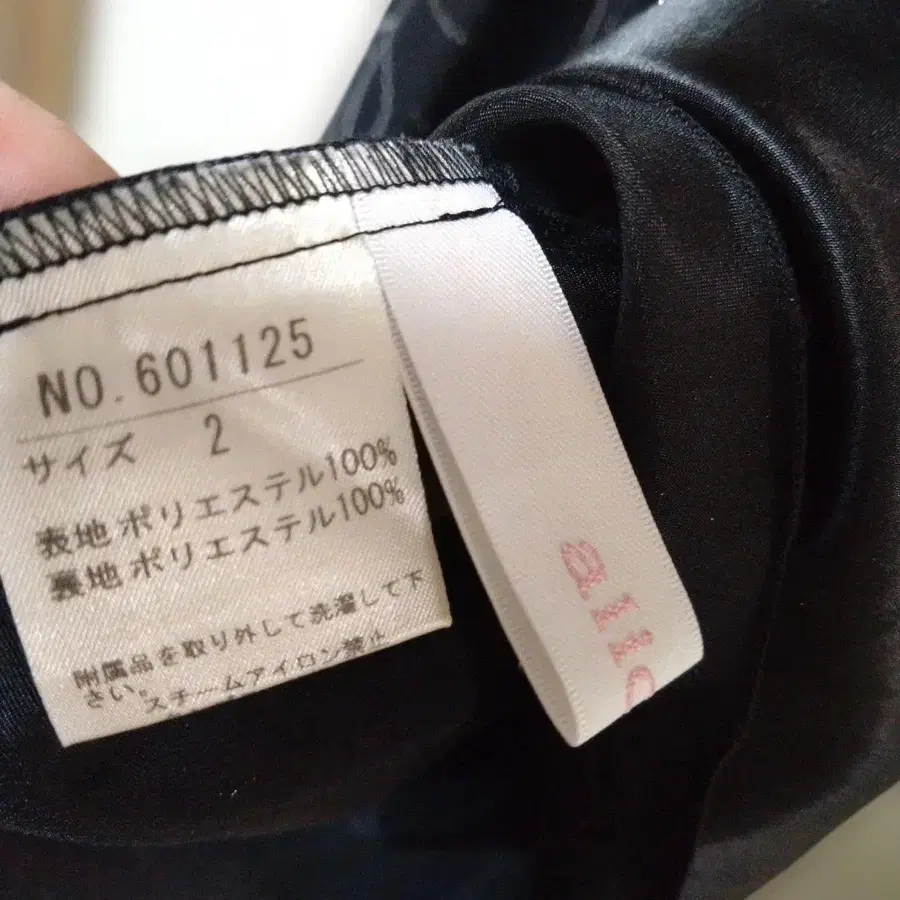 NO.601125
サイズ 2
表地 ポリエステル100%
裏地 ポリエステル100%
金属品を取り外して洗濯して下
さい。
スチームアイロン禁止